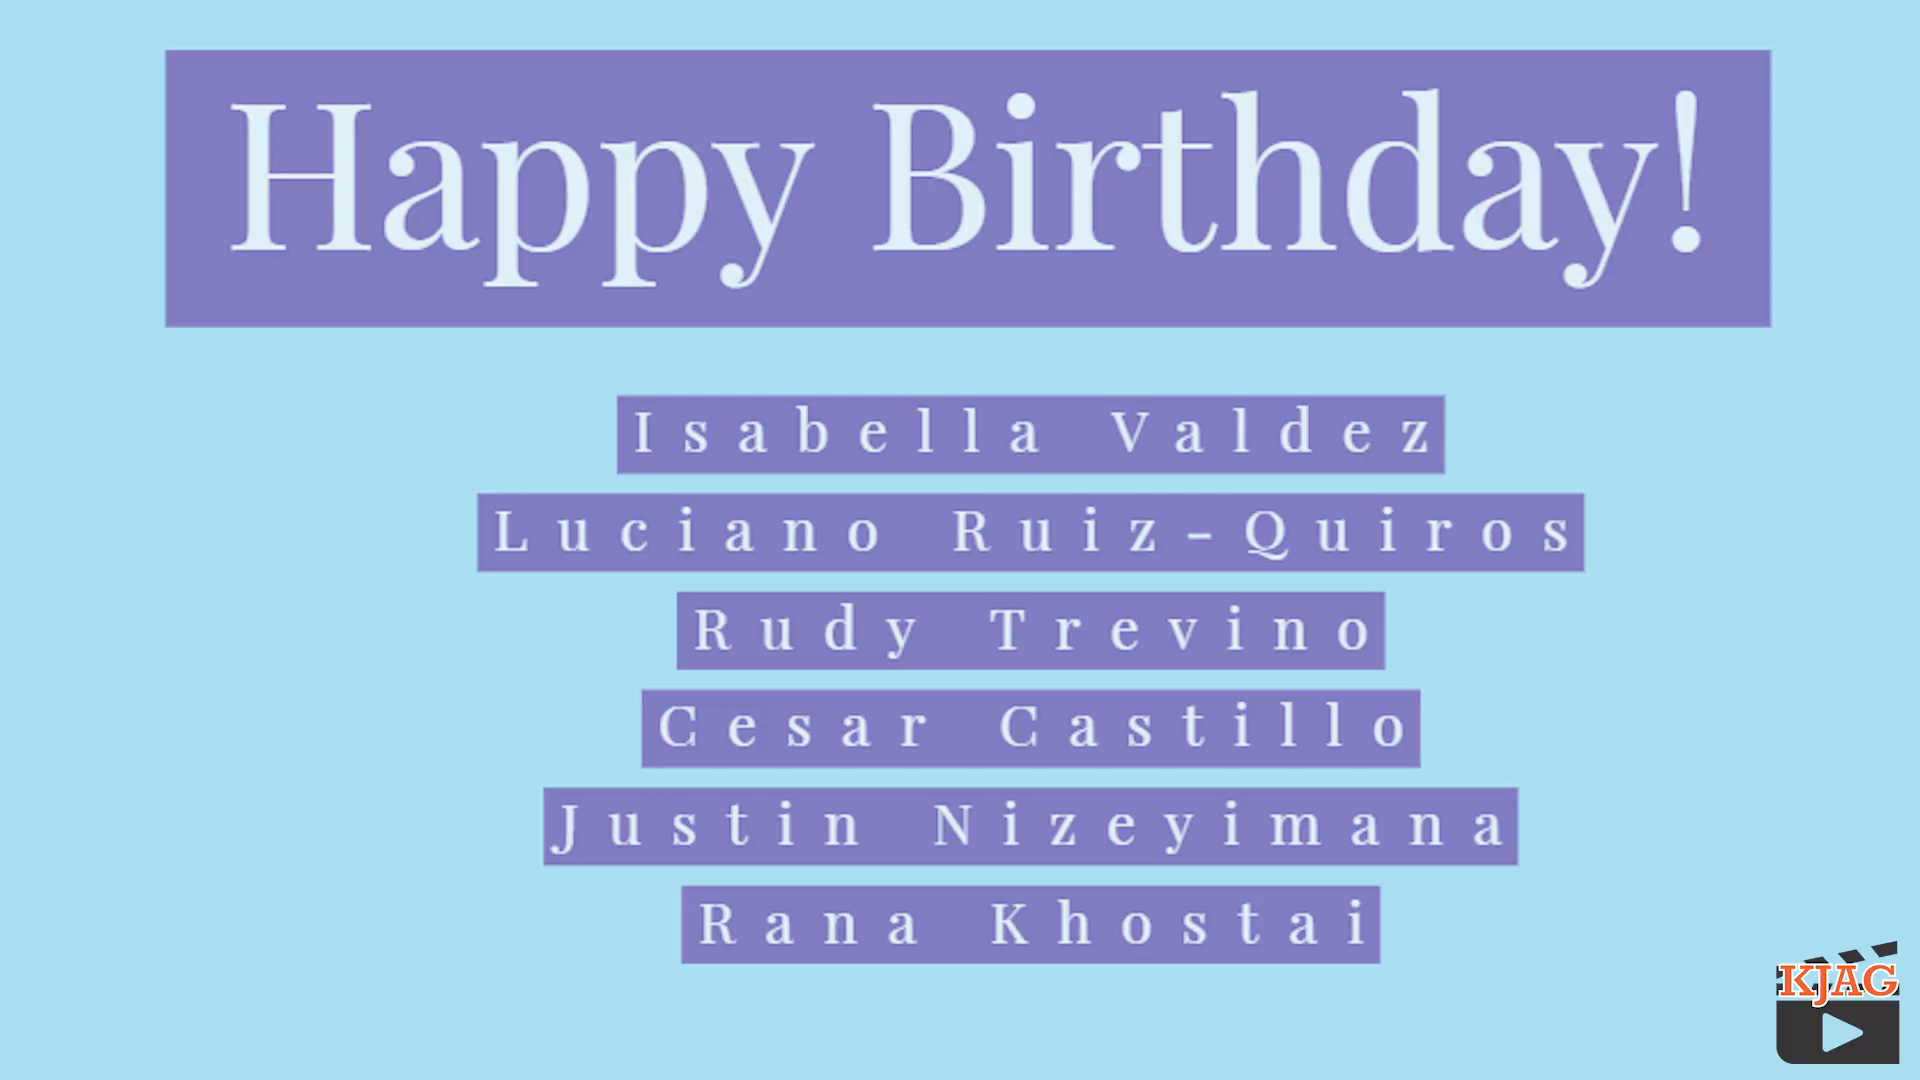 Happy Birthday!
Isabella Valdez
Luciano Ruiz-Quiros
Rudy Trevino
Cesar Castillo
Justin Nizeyimana
Rana Khostai
KJAG